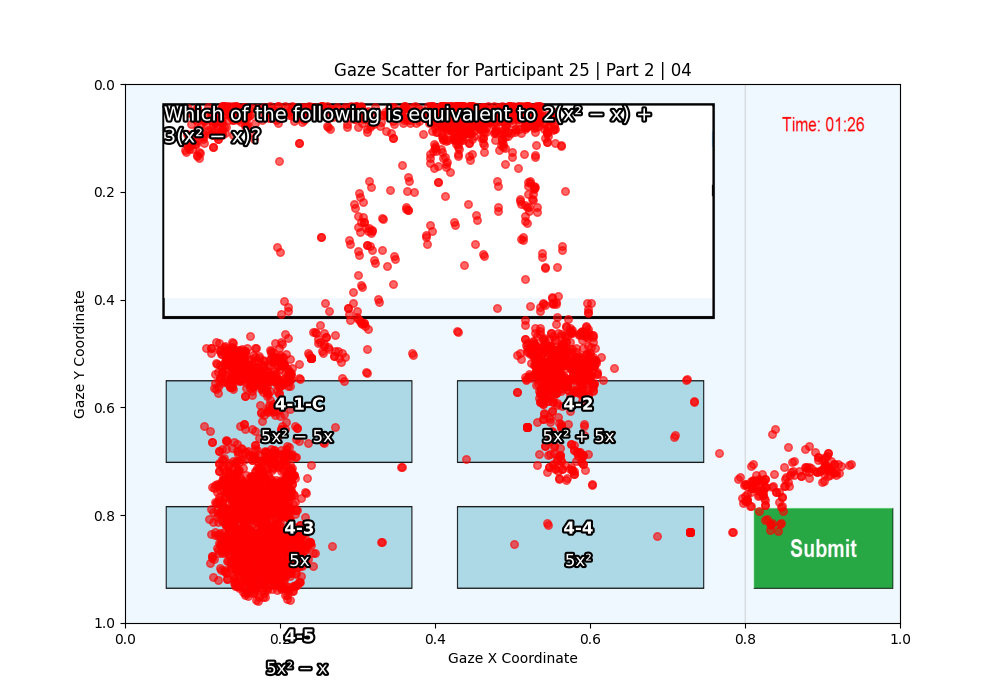 Gaze Scatter for Participant 25 | Part 2 | 04
Which of the following is equivalent to 2(x² − x) +
3(x² − x)?
Time: 01:26
4-1-C
5x² − 5x
4-2
5x² + 5x
4-3
5x
4-4
5x²
Submit
4-5
5x² − x
Gaze Y Coordinate
0.0
0.2
0.4
0.6
0.8
1.0
0.0
0.2
0.4
0.6
0.8
1.0
Gaze X Coordinate